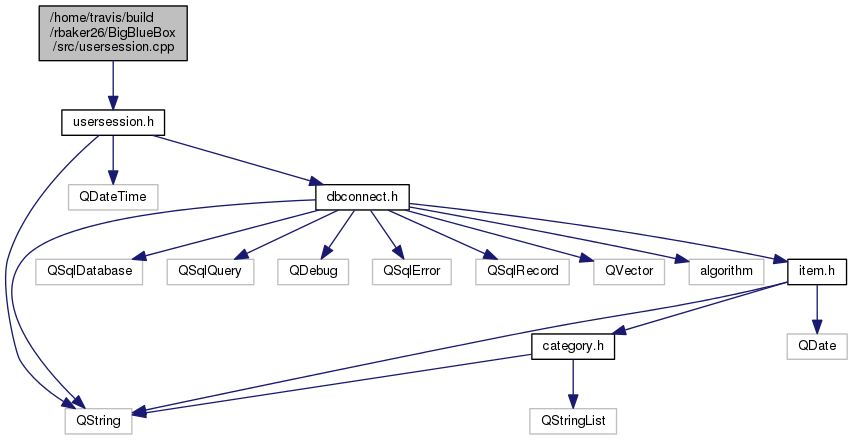 /home/travis/build
/rbaker26/BigBlueBox
/src/usersession.cpp
usersession.h
QDateTime
dbconnect.h
QSqlDatabase
QSqlQuery
QDebug
QSqlError
QSqlRecord
QVector
algorithm
item.h
category.h
QDate
QString
QStringList